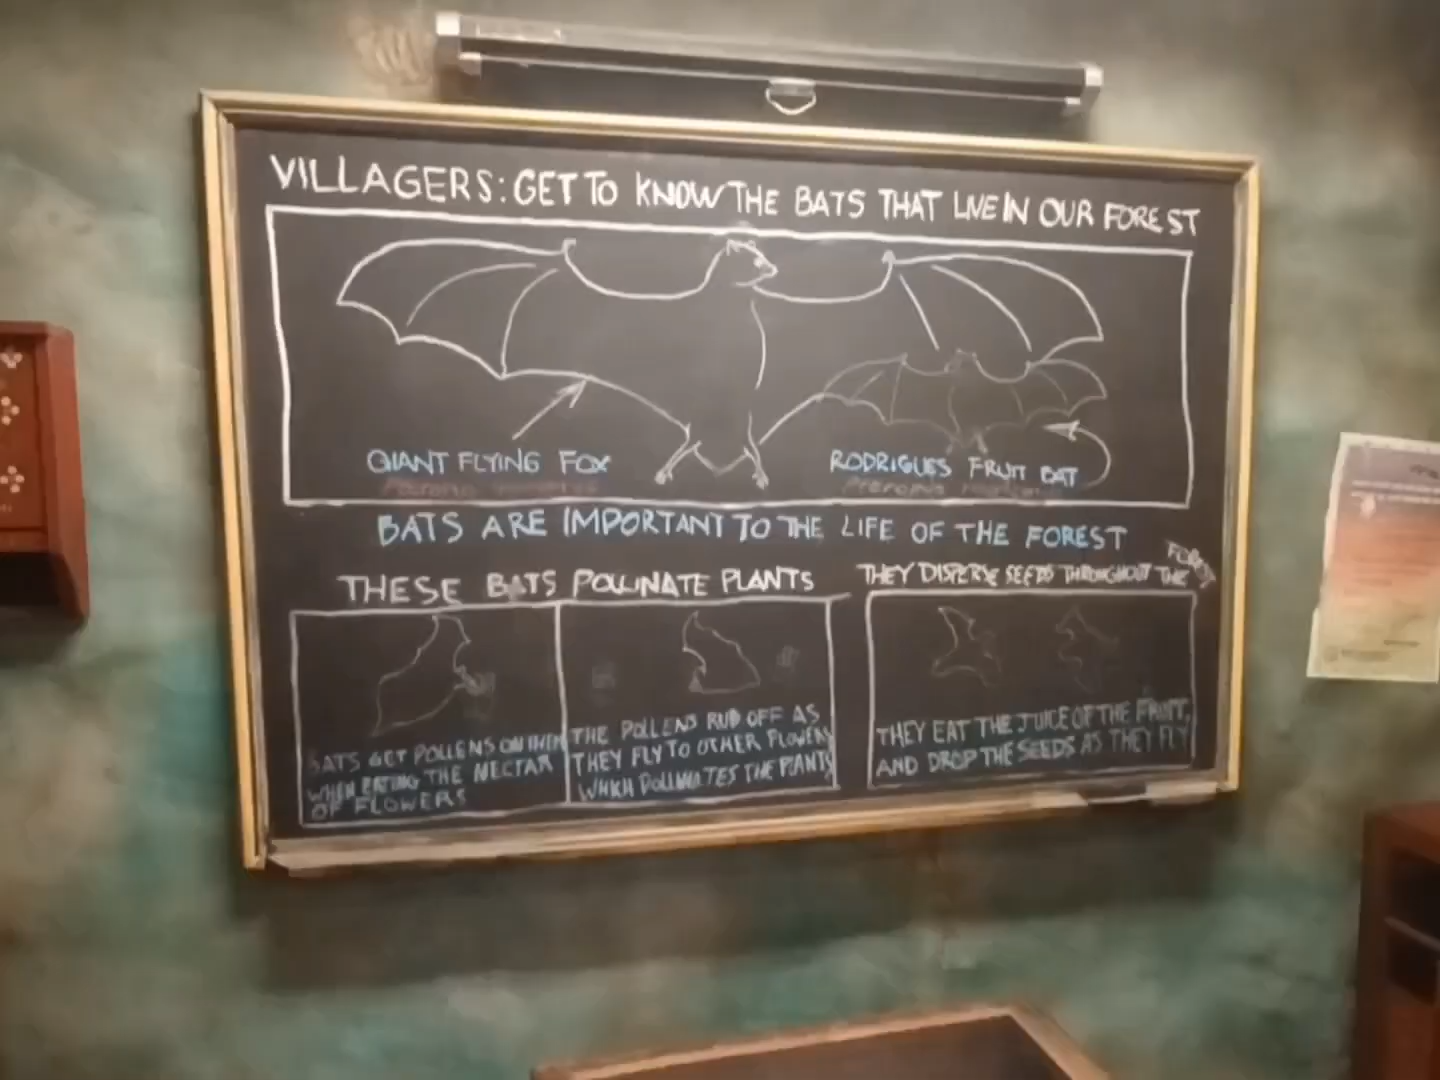 VILLAGERS: GET TO KNOW THE BATS THAT LIVE IN OUR FOREST
GIANT FLYING FOX
RODRIGUES FRUIT BAT
BATS ARE IMPORTANT TO THE LIFE OF THE FOREST
THESE BATS POLLINATE PLANTS
BATS GET POLLENS ON THEM
WHEN EATING THE NECTAR
OF FLOWERS
THE POLLENS RUB OFF AS
THEY FLY TO OTHER FLOWERS
WHICH POLLINATES THE PLANTS
THEY DISPERSE SEEDS THROUGHOUT THE
FOREST
THEY EAT THE JUICE OF THE FRUIT,
AND DROP THE SEEDS AS THEY FLY